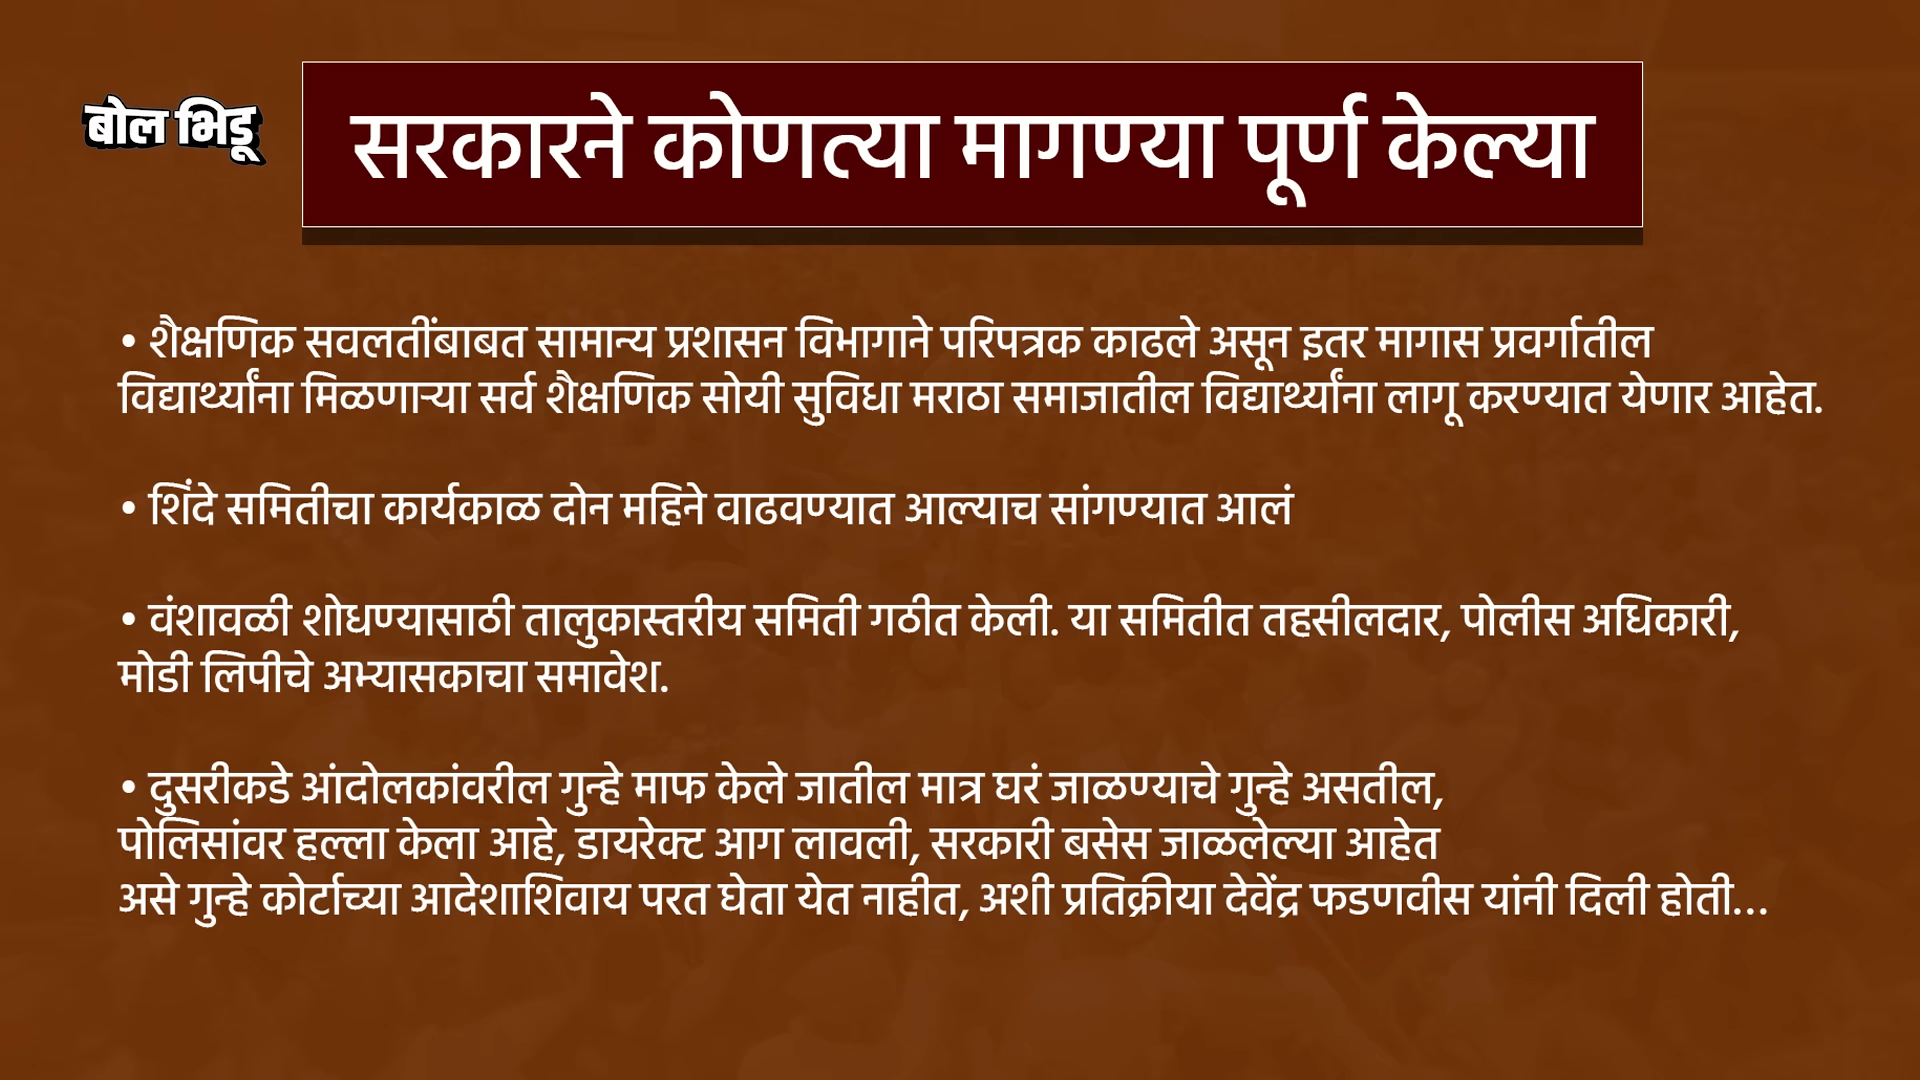 बोल भिडू
सरकारने कोणत्या मागण्या पूर्ण केल्या
• शैक्षणिक सवलतींबाबत सामान्य प्रशासन विभागाने परिपत्रक काढले असून इतर मागास प्रवर्गातील
विद्यार्थ्यांना मिळणाऱ्या सर्व शैक्षणिक सोयी सुविधा मराठा समाजातील विद्यार्थ्यांना लागू करण्यात येणार आहेत.
• शिंदे समितीचा कार्यकाळ दोन महिने वाढवण्यात आल्याच सांगण्यात आलं
• वंशावळी शोधण्यासाठी तालुकास्तरीय समिती गठीत केली. या समितीत तहसीलदार, पोलीस अधिकारी,
मोडी लिपीचे अभ्यासकाचा समावेश.
• दुसरीकडे आंदोलकांवरील गुन्हे माफ केले जातील मात्र घरं जाळण्याचे गुन्हे असतील,
पोलिसांवर हल्ला केला आहे, डायरेक्ट आग लावली, सरकारी बसेस जाळलेल्या आहेत
असे गुन्हे कोर्टाच्या आदेशाशिवाय परत घेता येत नाहीत, अशी प्रतिक्रीया देवेंद्र फडणवीस यांनी दिली होती...